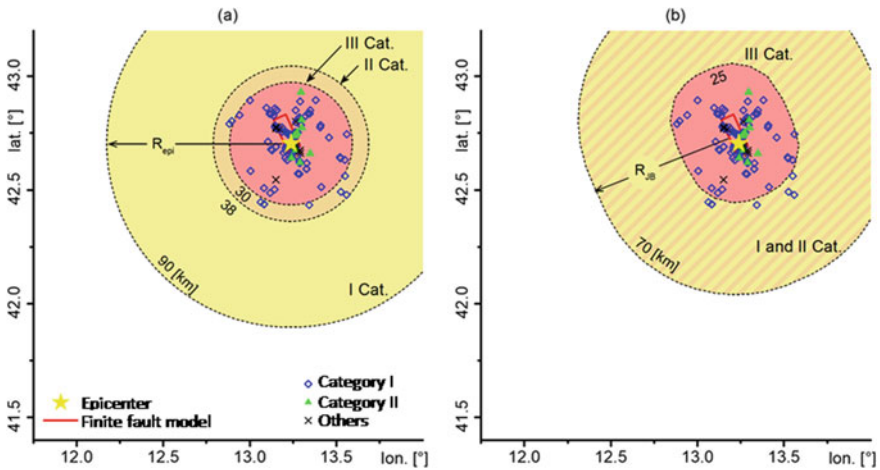 (a)
III Cat.
II Cat.
R_epi
30
38
90 [km]
I Cat.
43.0
42.5
42.0
41.5
lat. [°]
Epicenter
Finite fault model
Category I
Category II
Others
12.0
12.5
13.0
13.5
lon. [°]
(b)
III Cat.
25
R_JB
70 [km]
I and II Cat.
43.0
42.5
42.0
41.5
lat. [°]
12.0
12.5
13.0
13.5
lon. [°]